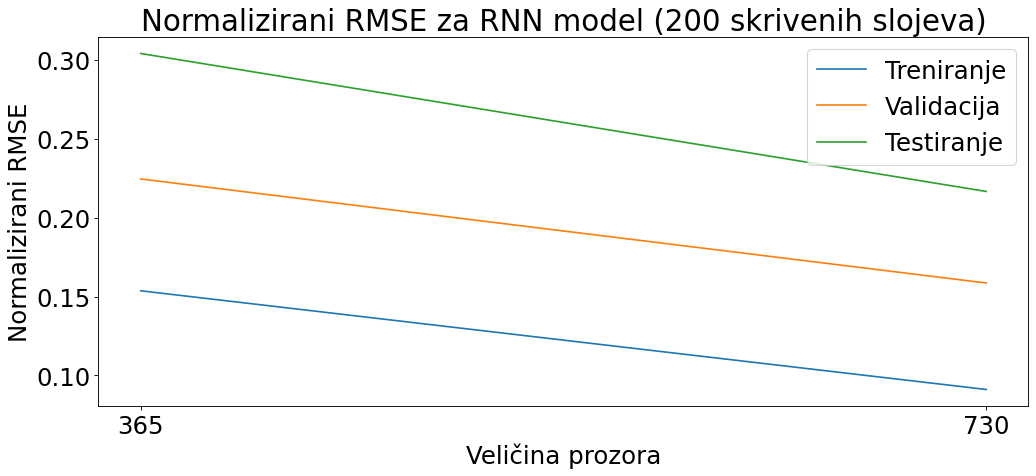 Normalizirani RMSE za RNN model (200 skrivenih slojeva)
Treniranje
Validacija
Testiranje
Normalizirani RMSE
0.30
0.25
0.20
0.15
0.10
365
730
Veličina prozora